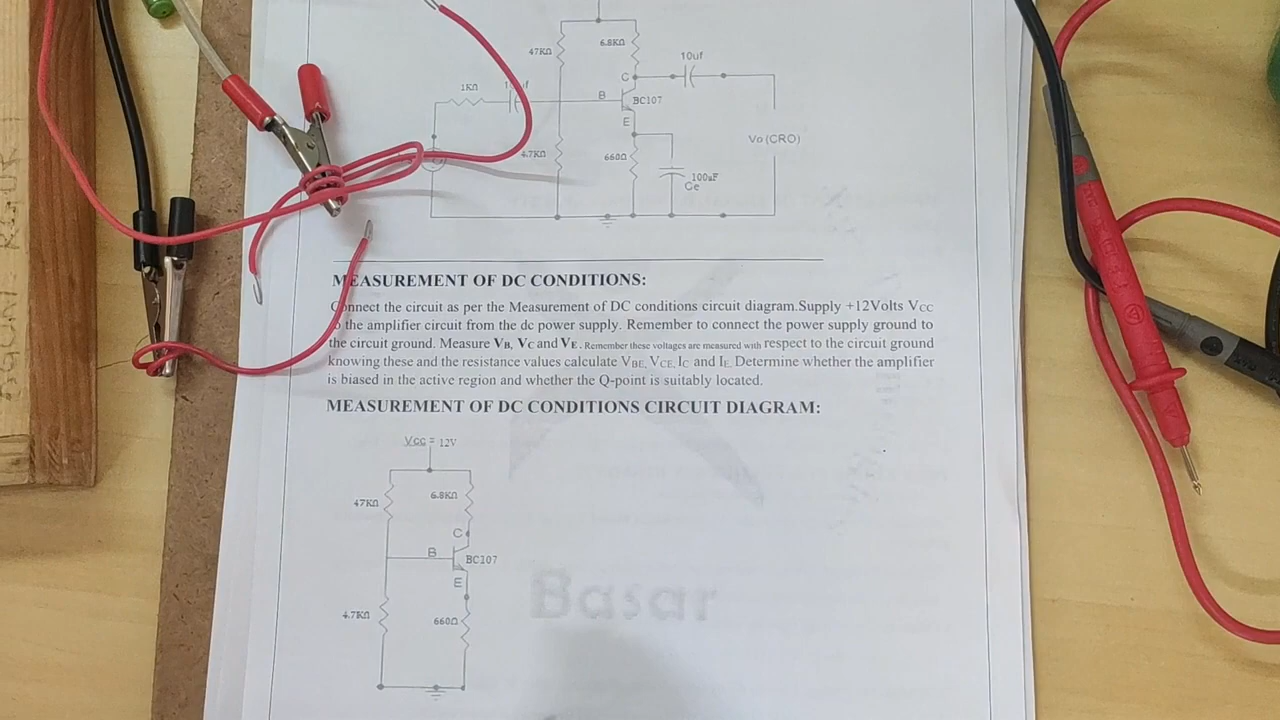 47KΩ
6.8KΩ
10uf
1KΩ
C
B
BC107
E
Vo (CRO)
4.7KΩ
660Ω
100uF
Ce
MEASUREMENT OF DC CONDITIONS:
Connect the circuit as per the Measurement of DC conditions circuit diagram.Supply +12Volts VCC
to the amplifier circuit from the dc power supply. Remember to connect the power supply ground to
the circuit ground. Measure VB, VC and VE. Remember these voltages are measured with respect to the circuit ground
knowing these and the resistance values calculate VBE, VCE, IC and IE. Determine whether the amplifier
is biased in the active region and whether the Q-point is suitably located.
MEASUREMENT OF DC CONDITIONS CIRCUIT DIAGRAM:
VCC = 12V
47KΩ
6.8KΩ
C
B
BC107
E
4.7KΩ
660Ω
Basar